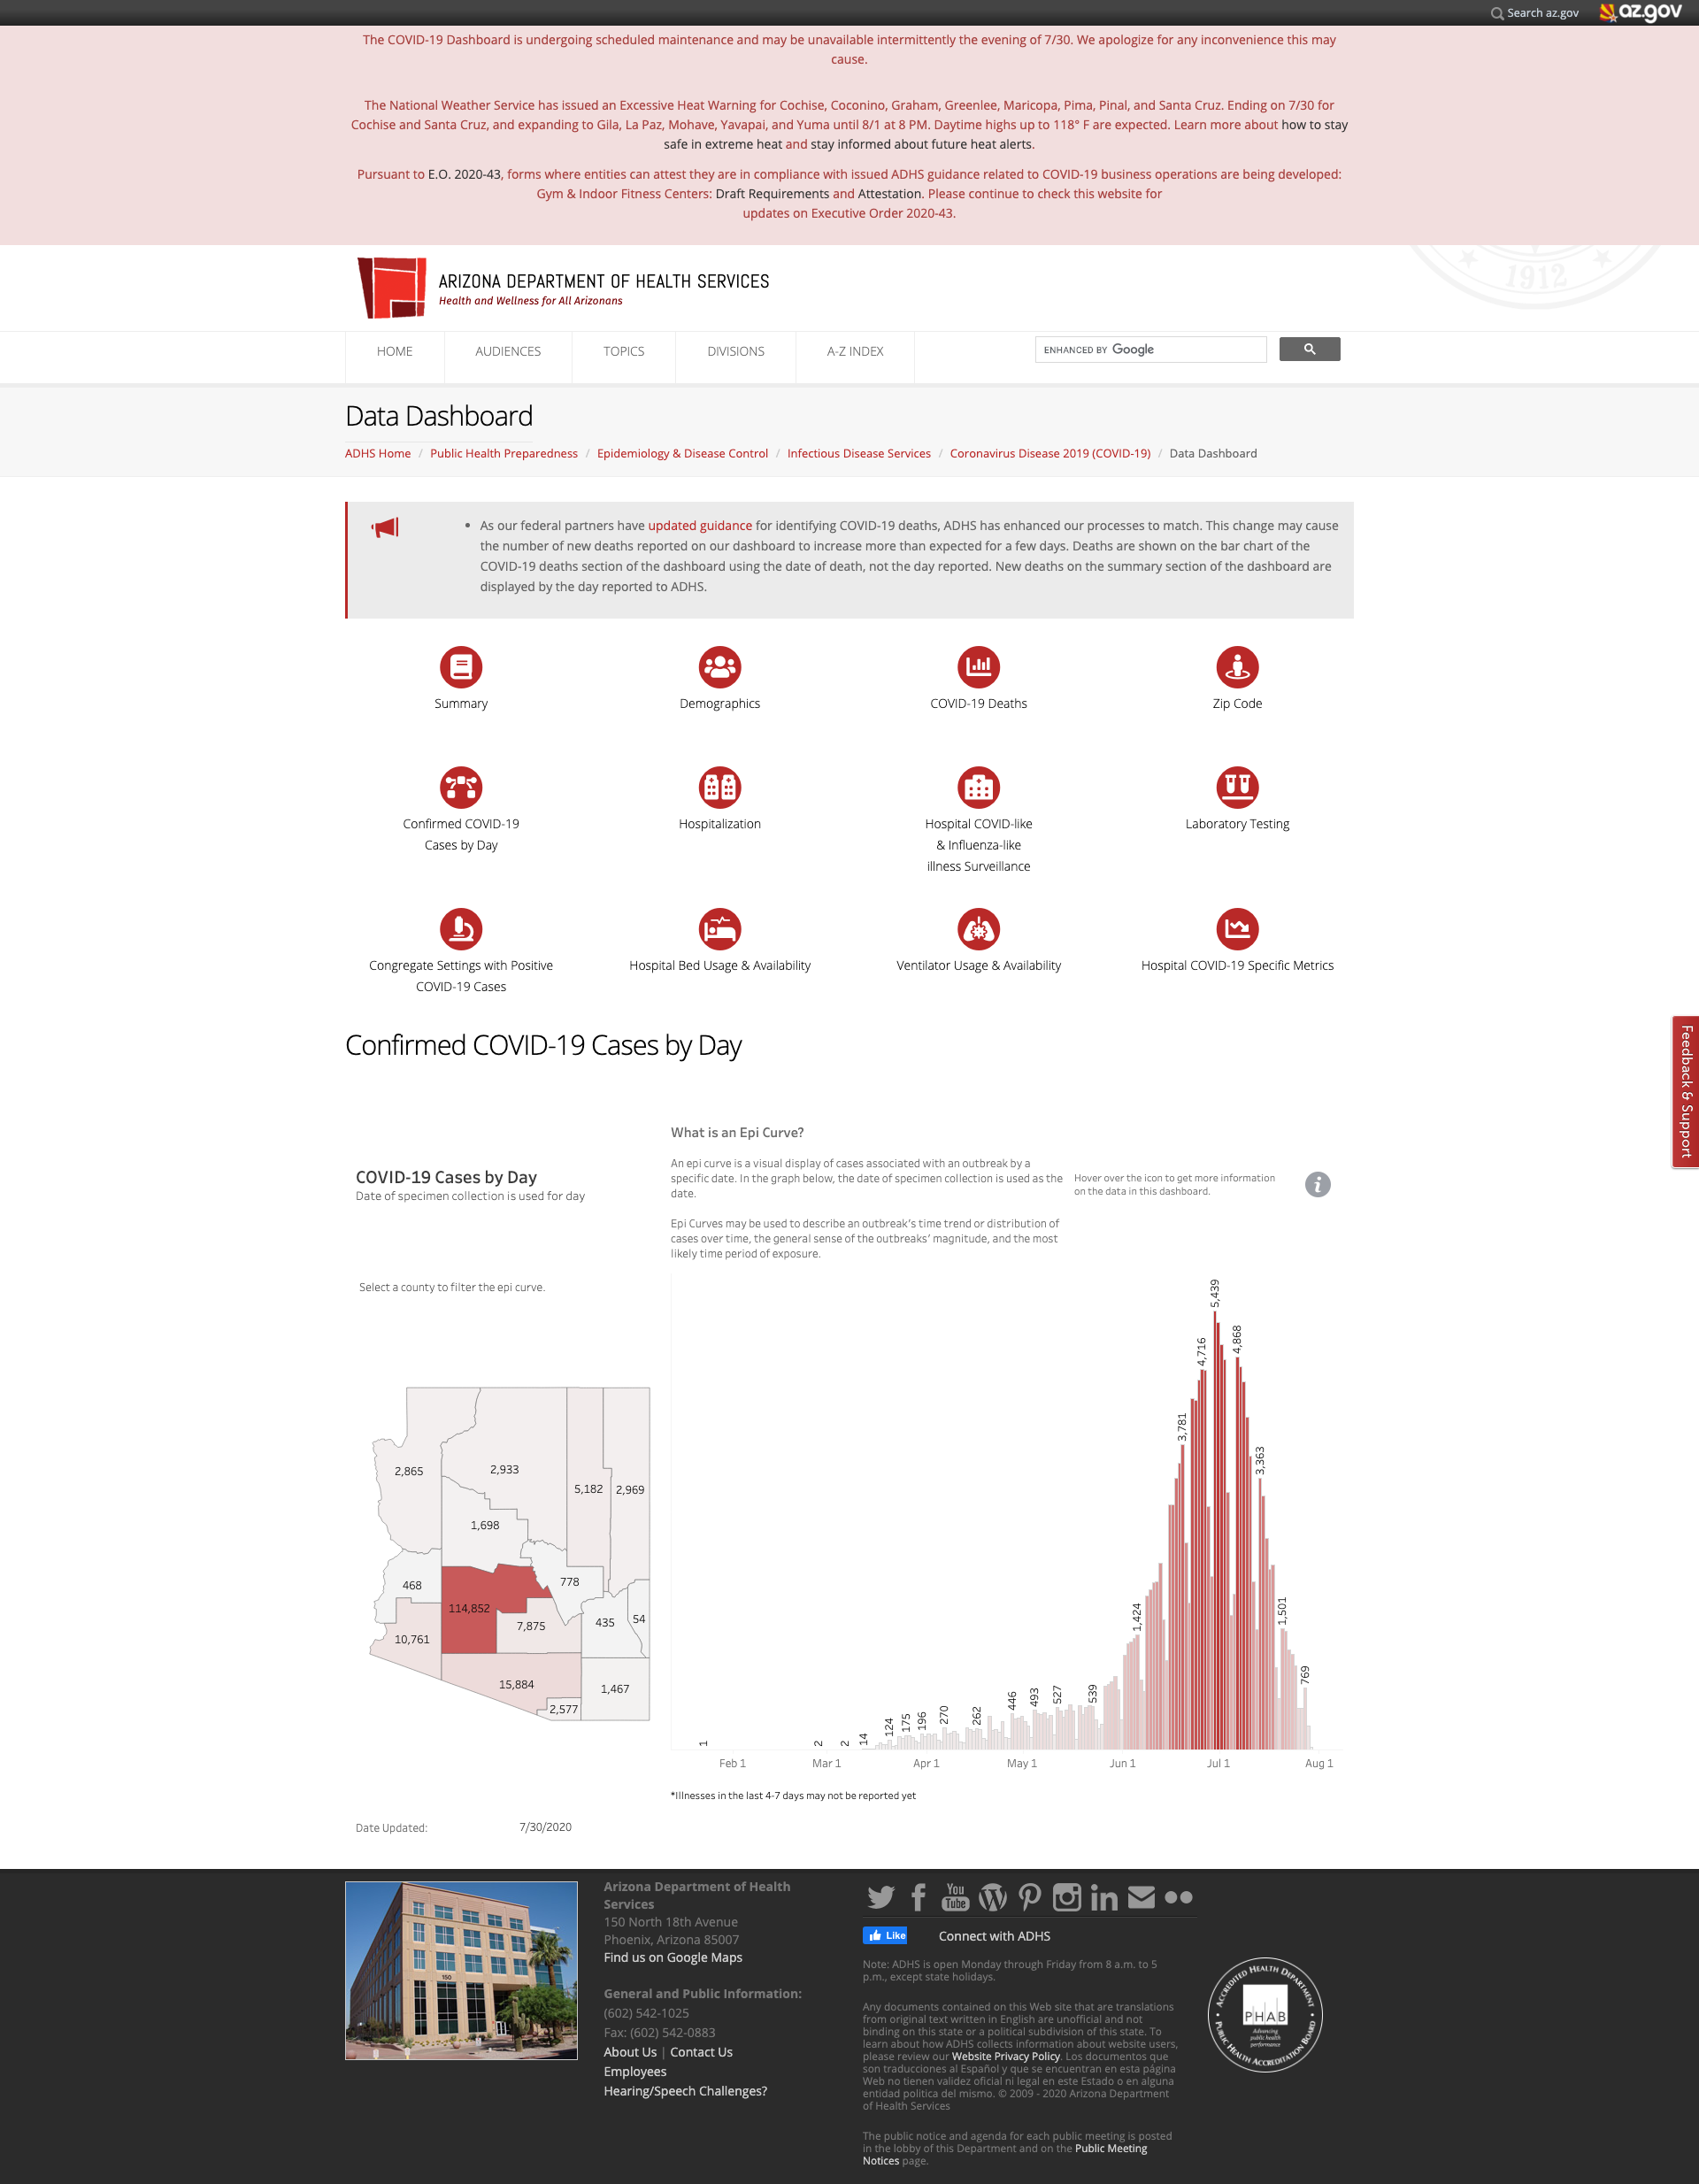 Search az.gov
az.gov
The COVID-19 Dashboard is undergoing scheduled maintenance and may be unavailable intermittently the evening of 7/30. We apologize for any inconvenience this may
cause.
The National Weather Service has issued an Excessive Heat Warning for Cochise, Coconino, Graham, Greenlee, Maricopa, Pima, Pinal, and Santa Cruz. Ending on 7/30 for
Cochise and Santa Cruz, and expanding to Gila, La Paz, Mohave, Yavapai, and Yuma until 8/1 at 8 PM. Daytime highs up to 118° F are expected. Learn more about how to stay
safe in extreme heat and stay informed about future heat alerts.
Pursuant to E.O. 2020-43, forms where entities can attest they are in compliance with issued ADHS guidance related to COVID-19 business operations are being developed:
Gym & Indoor Fitness Centers: Draft Requirements and Attestation. Please continue to check this website for
updates on Executive Order 2020-43.
1912
ARIZONA DEPARTMENT OF HEALTH SERVICES
Health and Wellness for All Arizonans
HOME
AUDIENCES
TOPICS
DIVISIONS
A-Z INDEX
ENHANCED BY Google
Data Dashboard
ADHS Home / Public Health Preparedness / Epidemiology & Disease Control / Infectious Disease Services / Coronavirus Disease 2019 (COVID-19) / Data Dashboard
• As our federal partners have updated guidance for identifying COVID-19 deaths, ADHS has enhanced our processes to match. This change may cause
the number of new deaths reported on our dashboard to increase more than expected for a few days. Deaths are shown on the bar chart of the
COVID-19 deaths section of the dashboard using the date of death, not the day reported. New deaths on the summary section of the dashboard are
displayed by the day reported to ADHS.
Summary
Demographics
COVID-19 Deaths
Zip Code
Confirmed COVID-19
Cases by Day
Hospitalization
Hospital COVID-like
& Influenza-like
illness Surveillance
Laboratory Testing
Congregate Settings with Positive
COVID-19 Cases
Hospital Bed Usage & Availability
Ventilator Usage & Availability
Hospital COVID-19 Specific Metrics
Feedback & Support
Confirmed COVID-19 Cases by Day
COVID-19 Cases by Day
Date of specimen collection is used for day
What is an Epi Curve?
An epi curve is a visual display of cases associated with an outbreak by a
specific date. In the graph below, the date of specimen collection is used as the
date.
Epi Curves may be used to describe an outbreak's time trend or distribution of
cases over time, the general sense of the outbreaks' magnitude, and the most
likely time period of exposure.
Hover over the icon to get more information
on the data in this dashboard.
i
Select a county to filter the epi curve.
2,865
2,933
5,182
2,969
1,698
468
778
114,852
7,875
435
54
10,761
15,884
1,467
2,577
1
2
2
14
124
175
196
270
262
446
493
527
539
1,424
3,781
4,716
5,439
4,868
3,363
1,501
769
Feb 1
Mar 1
Apr 1
May 1
Jun 1
Jul 1
Aug 1
*Illnesses in the last 4-7 days may not be reported yet
Date Updated:
7/30/2020
150
Arizona Department of Health
Services
150 North 18th Avenue
Phoenix, Arizona 85007
Find us on Google Maps
General and Public Information:
(602) 542-1025
Fax: (602) 542-0883
About Us | Contact Us
Employees
Hearing/Speech Challenges?
You
Tube
Like
Connect with ADHS
Note: ADHS is open Monday through Friday from 8 a.m. to 5
p.m., except state holidays.
Any documents contained on this Web site that are translations
from original text written in English are unofficial and not
binding on this state or a political subdivision of this state. To
learn about how ADHS collects information about website users,
please review our Website Privacy Policy. Los documentos que
son traducciones al Español y que se encuentran en esta página
Web no tienen validez oficial ni legal en este Estado o en alguna
entidad politica del mismo. © 2009 - 2020 Arizona Department
of Health Services
The public notice and agenda for each public meeting is posted
in the lobby of this Department and on the Public Meeting
Notices page.
ACCREDITED HEALTH DEPARTMENT
PHAB
Advancing
public health
performance
PUBLIC HEALTH ACCREDITATION BOARD